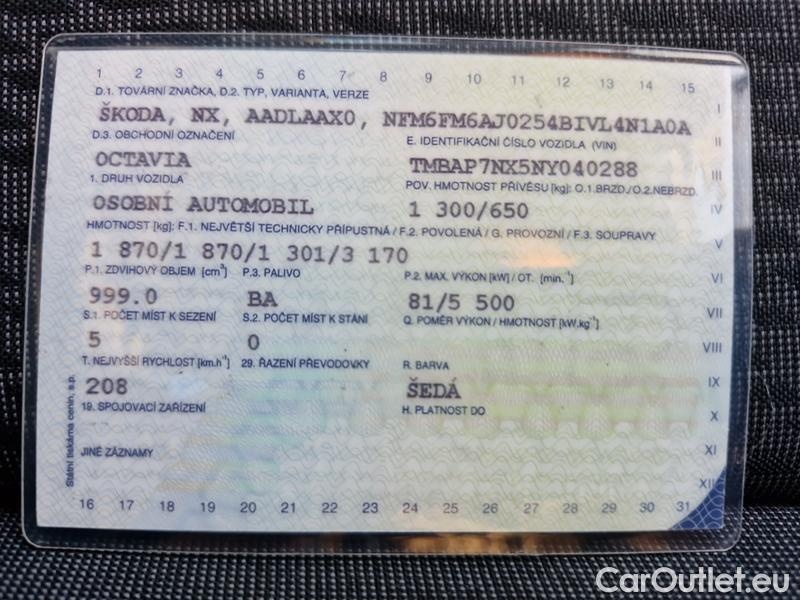 1 2 3 4 5 6 7 8 9 10 11 12 13 14 15
D.1. TOVÁRNÍ ZNAČKA, D.2. TYP, VARIANTA, VERZE
I
ŠKODA, NX, AADLAAX0, NFM6FM6AJ0254BIVL4N1A0A
D.3. OBCHODNÍ OZNAČENÍ E. IDENTIFIKAČNÍ ČÍSLO VOZIDLA (VIN)
II
OCTAVIA TMBAP7NX5NY040288
III
1. DRUH VOZIDLA POV. HMOTNOST PŘÍVĚSU [kg]: O.1.BRZD./O.2.NEBRZD.
OSOBNÍ AUTOMOBIL 1 300/650
IV
HMOTNOST [kg]: F.1. NEJVĚTŠÍ TECHNICKY PŘÍPUSTNÁ / F.2. POVOLENÁ / G. PROVOZNÍ / F.3. SOUPRAVY
V
1 870/1 870/1 301/3 170
P.1. ZDVIHOVÝ OBJEM [cm³] P.3. PALIVO P.2. MAX. VÝKON [kW] / OT. [min.⁻¹]
VI
999.0 BA 81/5 500
S.1. POČET MÍST K SEZENÍ S.2. POČET MÍST K STÁNÍ Q. POMĚR VÝKON / HMOTNOST [kW.kg⁻¹]
VII
5 0
VIII
T. NEJVYŠŠÍ RYCHLOST [km.h⁻¹] 29. ŘAZENÍ PŘEVODOVKY R. BARVA
208 ŠEDÁ
IX
19. SPOJOVACÍ ZAŘÍZENÍ H. PLATNOST DO
X
JINÉ ZÁZNAMY
XI
XII
Státní tiskárna cenin, s.p.
16 17 18 19 20 21 22 23 24 25 26 27 28 29 30 31
CarOutlet.eu